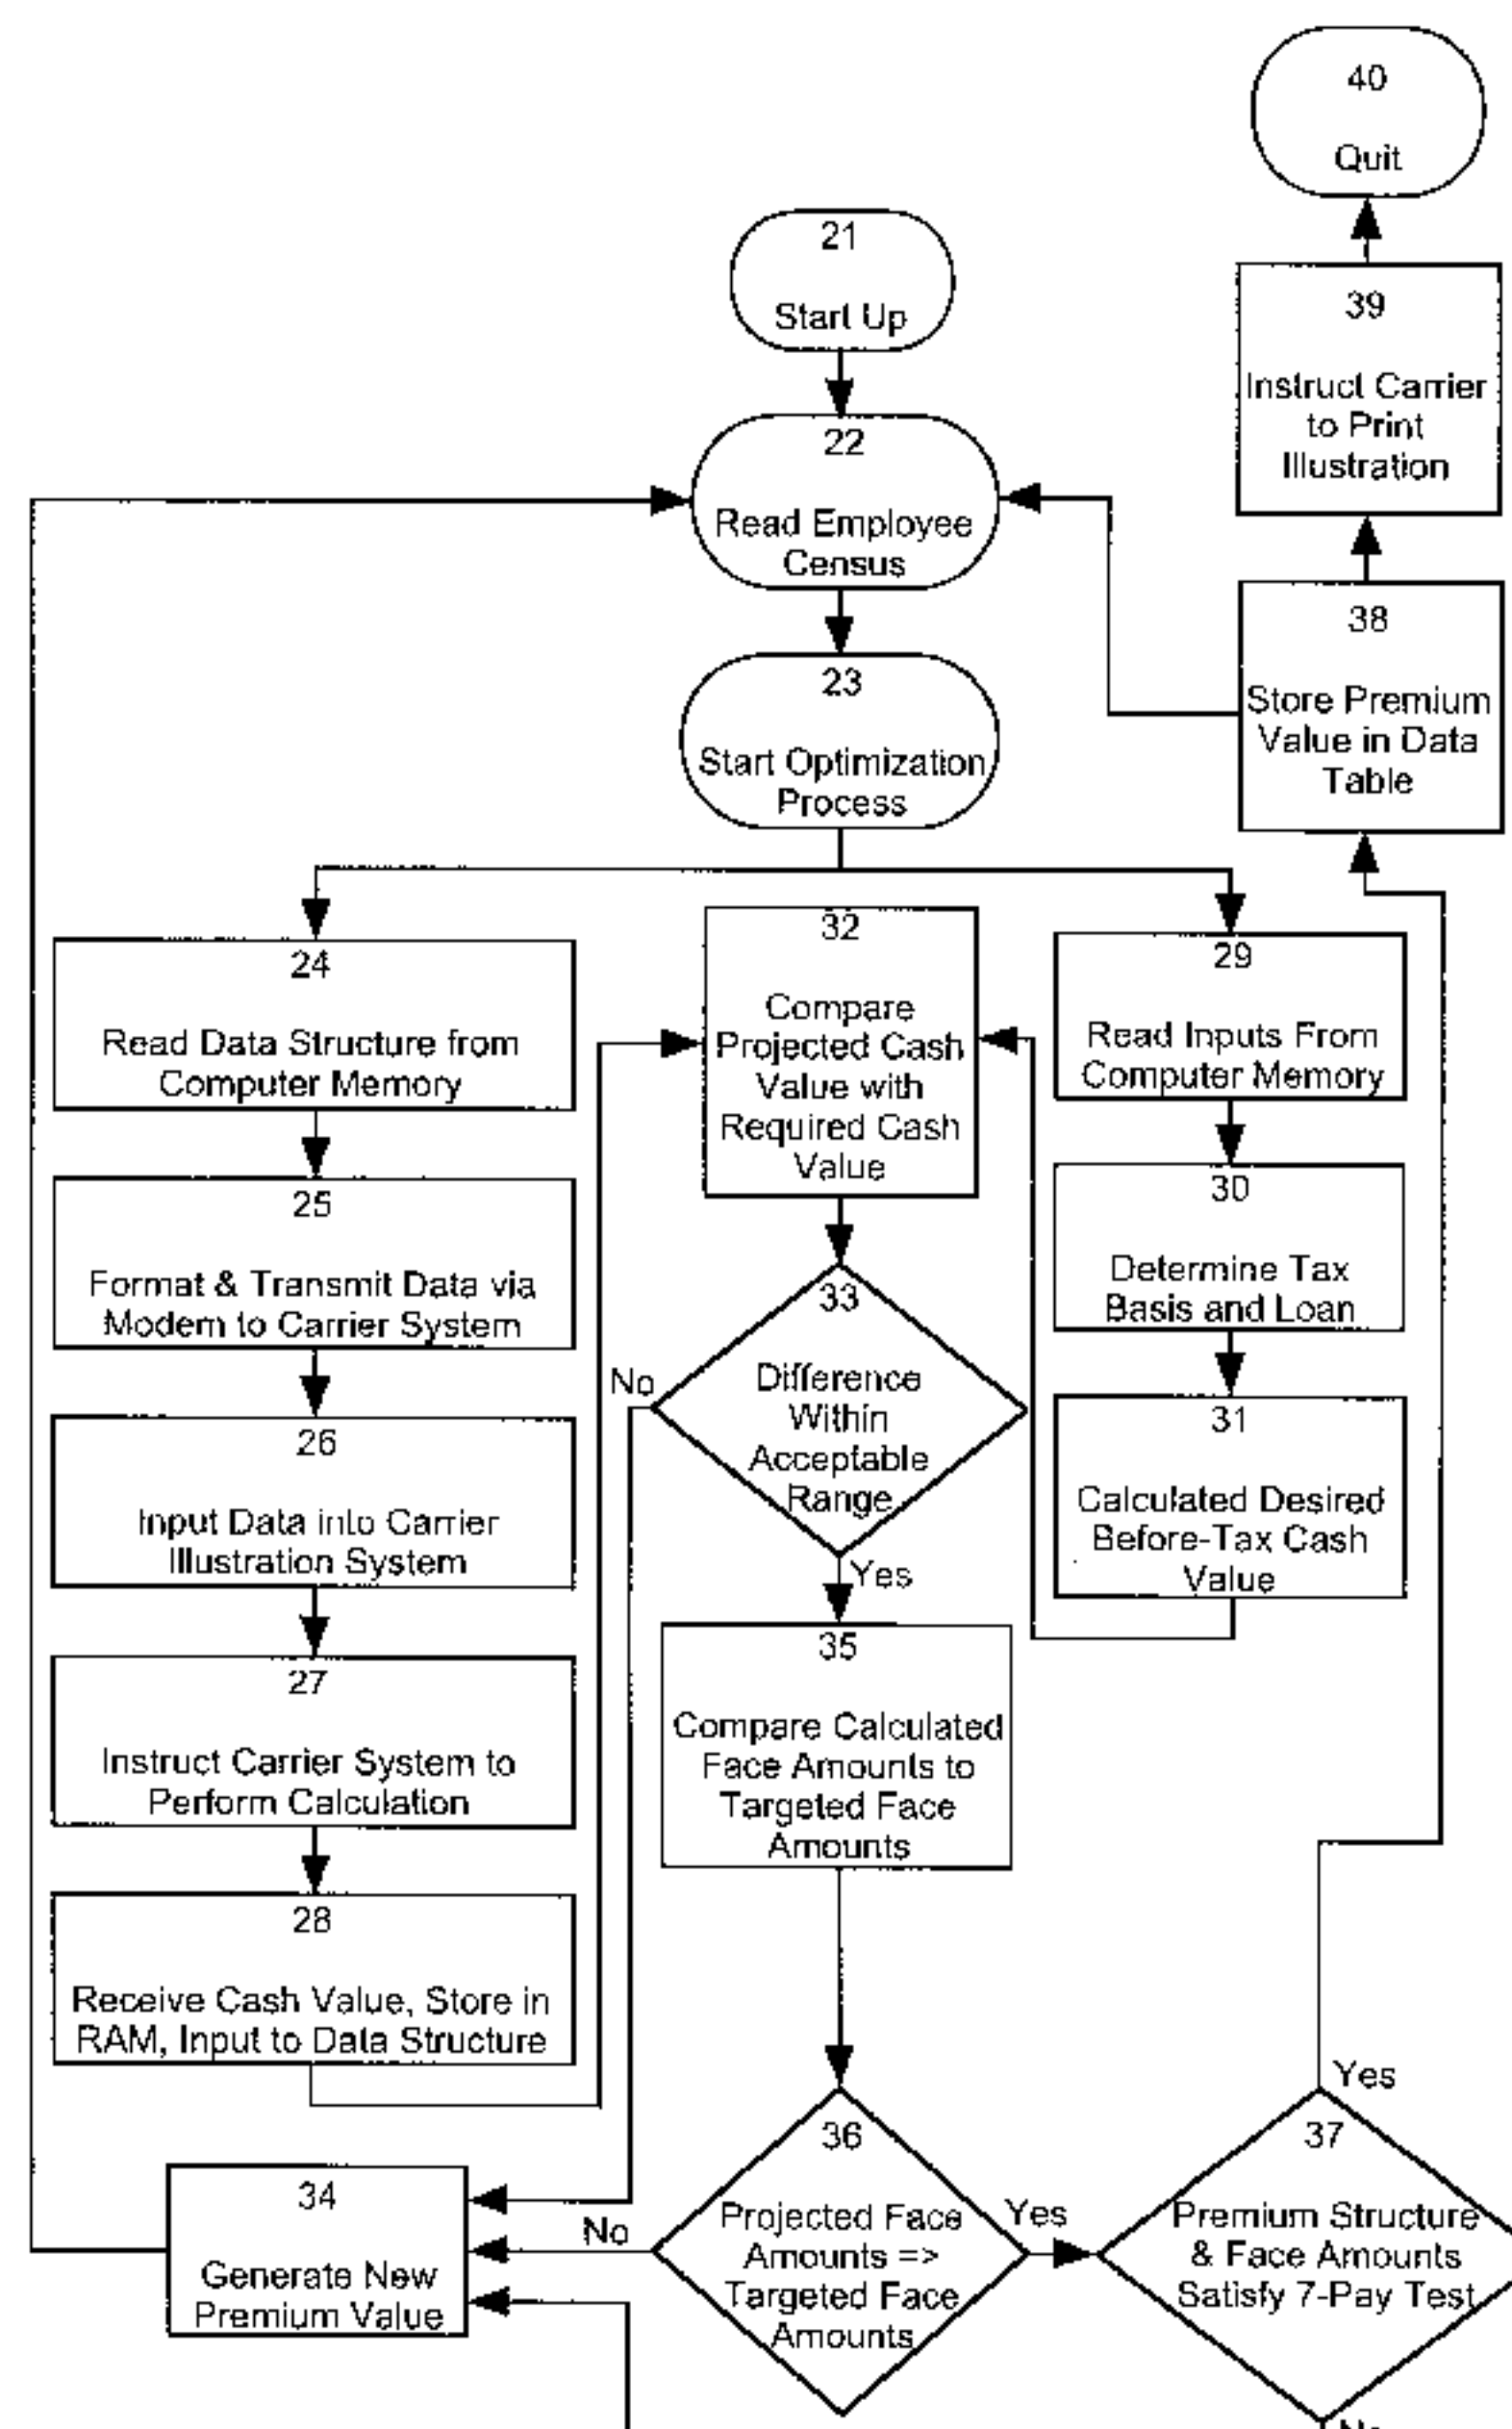 40
Quit
21
Start Up
39
Instruct Carrier
to Print
Illustration
22
Read Employee
Census
38
Store Premium
Value in Data
Table
23
Start Optimization
Process
24
Read Data Structure from
Computer Memory
32
Compare
Projected Cash
Value with
Required Cash
Value
29
Read Inputs From
Computer Memory
25
Format & Transmit Data via
Modem to Carrier System
30
Determine Tax
Basis and Loan
33
Difference
Within
Acceptable
Range
No
Yes
31
Calculated Desired
Before-Tax Cash
Value
26
Input Data into Carrier
Illustration System
27
Instruct Carrier System to
Perform Calculation
35
Compare Calculated
Face Amounts to
Targeted Face
Amounts
28
Receive Cash Value, Store in
RAM, Input to Data Structure
34
Generate New
Premium Value
No
36
Projected Face
Amounts =>
Targeted Face
Amounts
Yes
Yes
37
Premium Structure
& Face Amounts
Satisfy 7-Pay Test
No